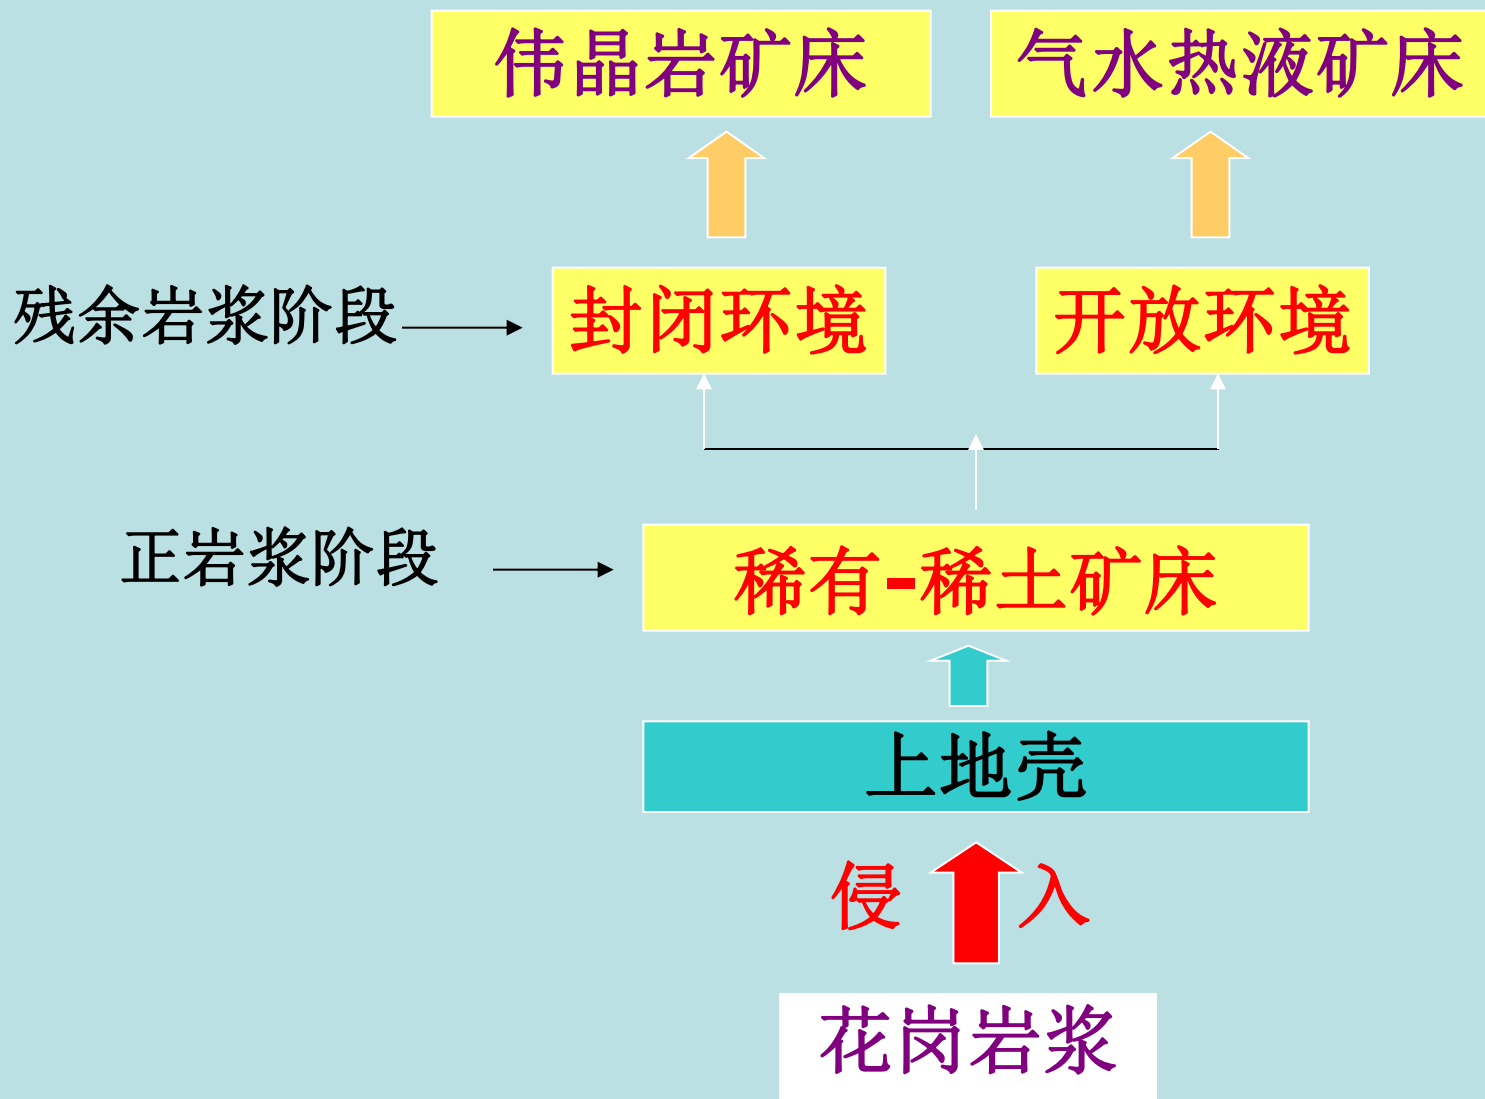 伟晶岩矿床
气水热液矿床
残余岩浆阶段
封闭环境
开放环境
正岩浆阶段
稀有-稀土矿床
上地壳
侵 入
花岗岩浆